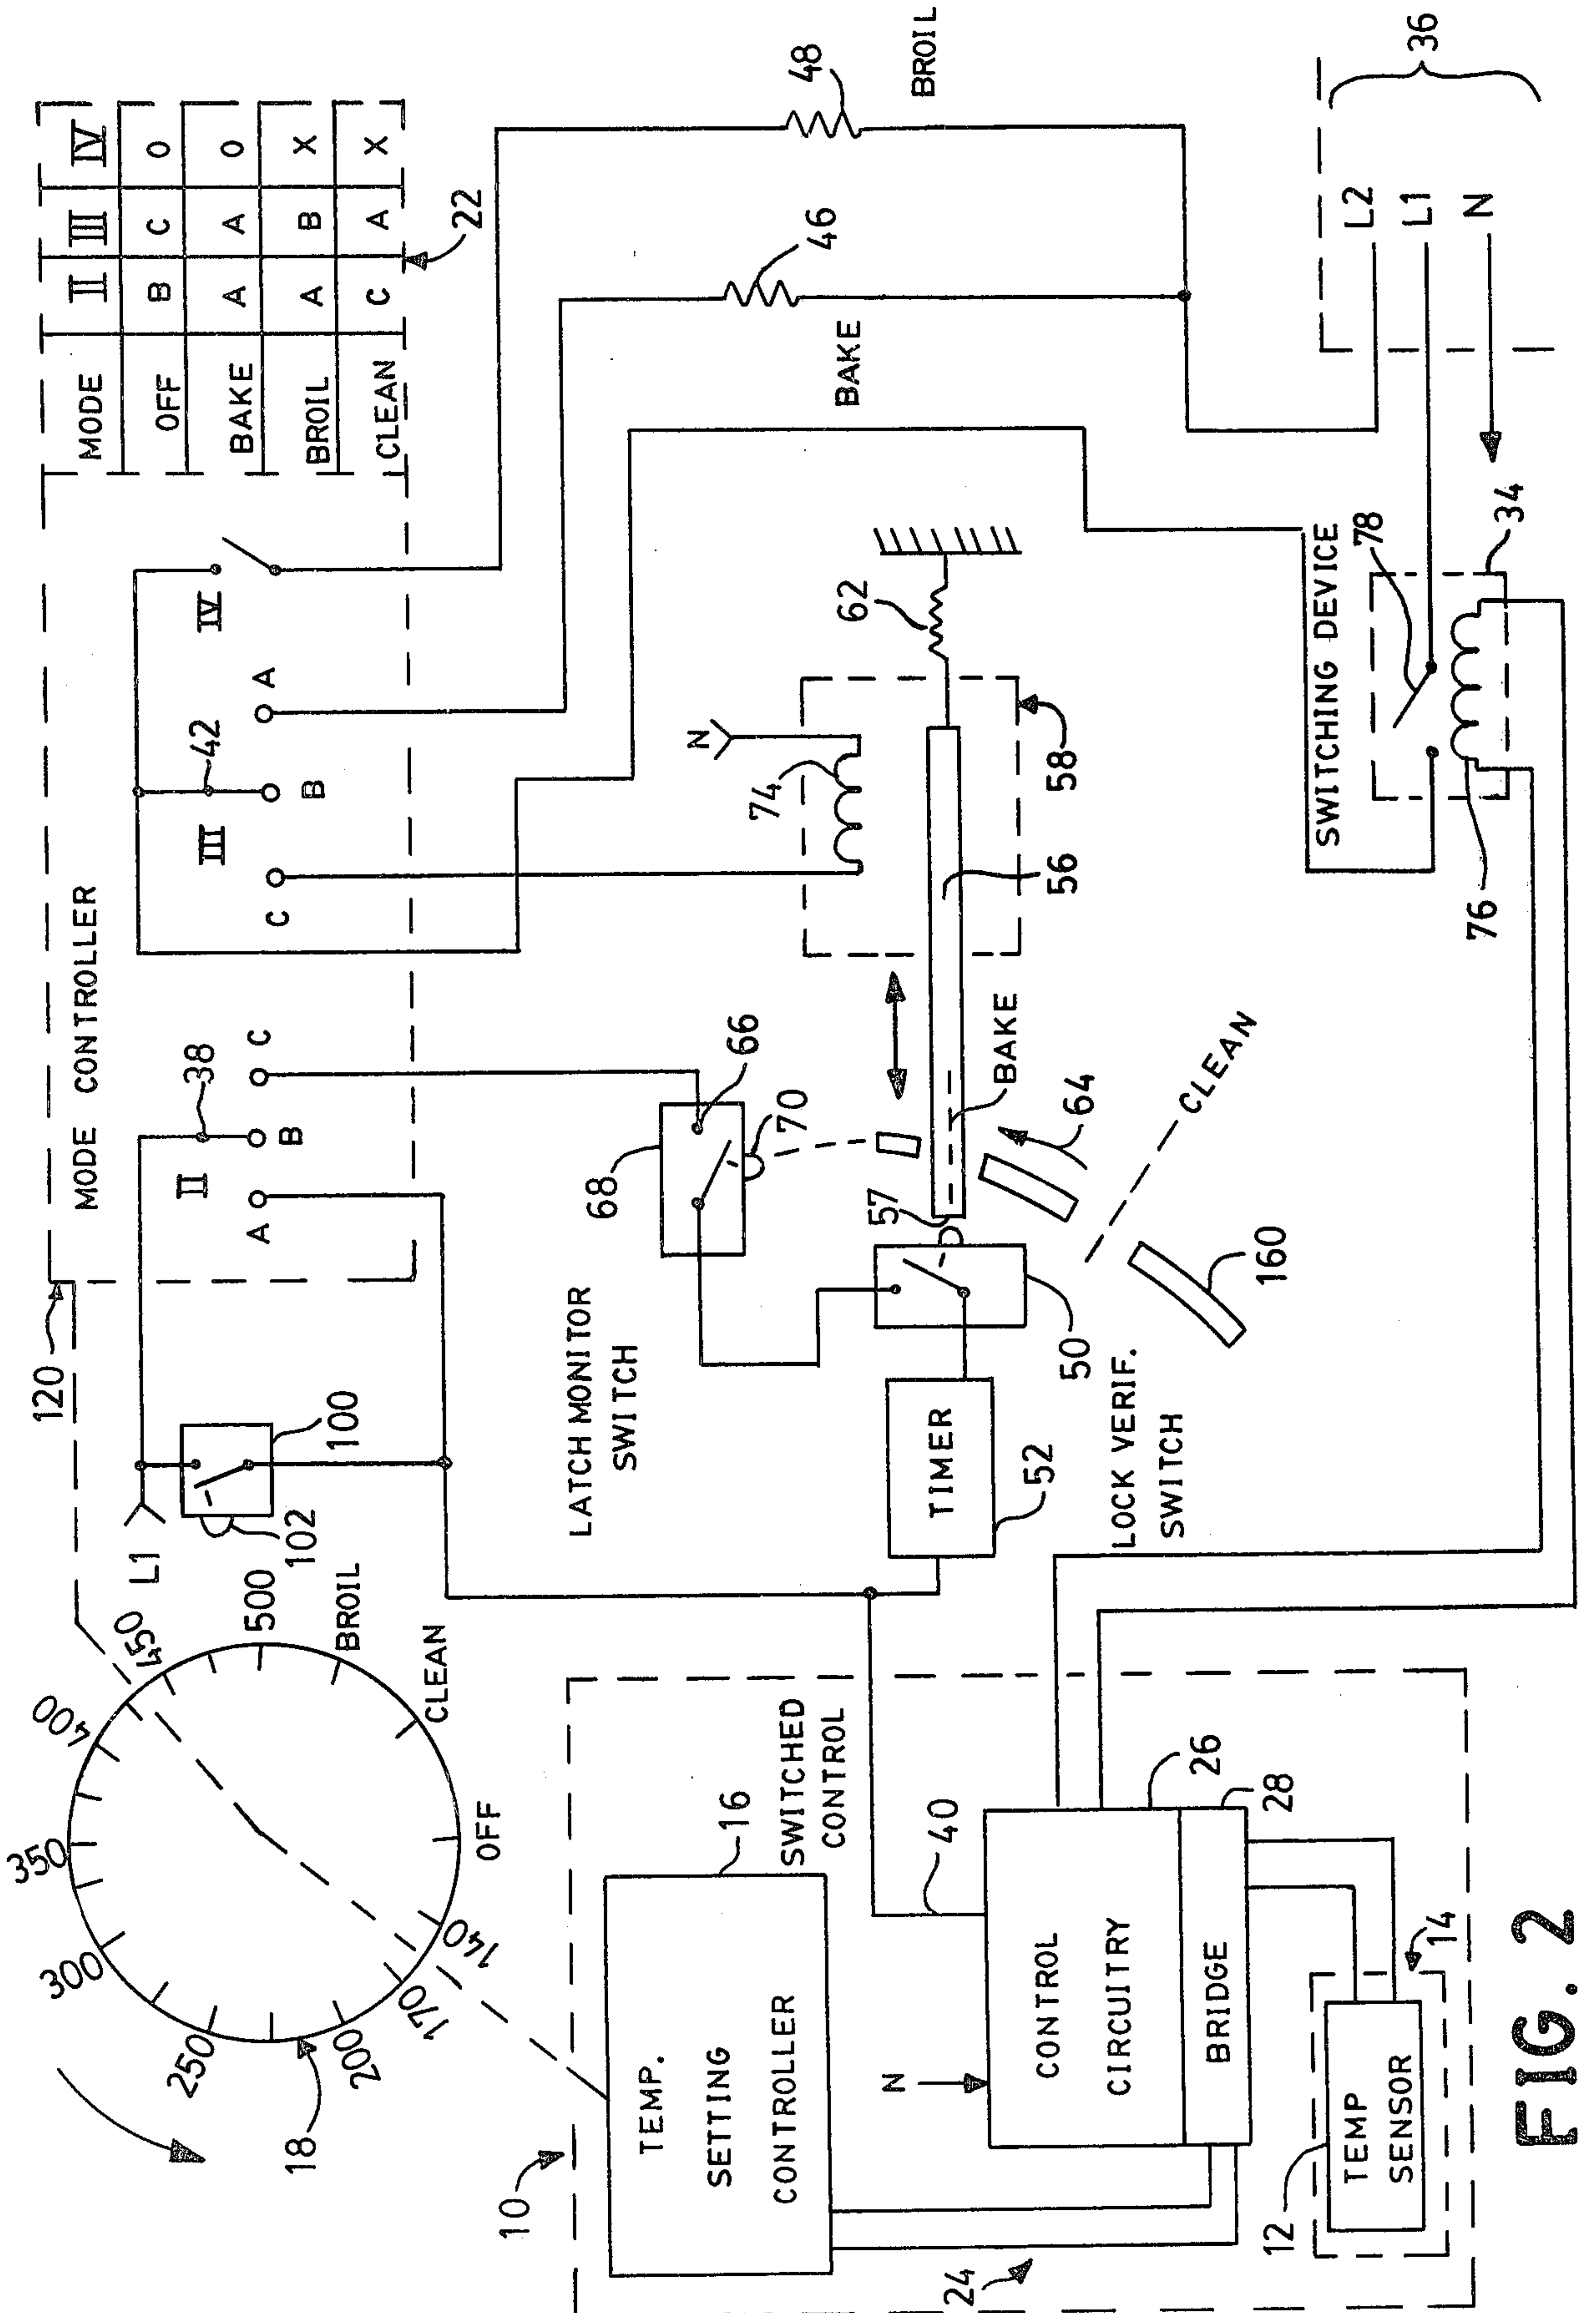 MODE II III IV
OFF B C O
BAKE A A O
BROIL A B X
CLEAN C A X
22
MODE CONTROLLER
120
L1
100
102
II
38
A
B
C
III
42
C
B
A
IV
140
170
200
250
300
350
400
450
500
BROIL
CLEAN
OFF
18
LATCH MONITOR
SWITCH
68
66
70
74
N
62
58
56
57
BAKE
64
CLEAN
160
50
LOCK VERIF.
SWITCH
TIMER
52
BAKE
46
48
BROIL
10
TEMP.
SETTING
CONTROLLER
16
SWITCHED
CONTROL
40
N
CONTROL
CIRCUITRY
26
BRIDGE
28
24
12
TEMP
SENSOR
14
SWITCHING DEVICE
78
34
76
L2
L1
N
36
FIG. 2